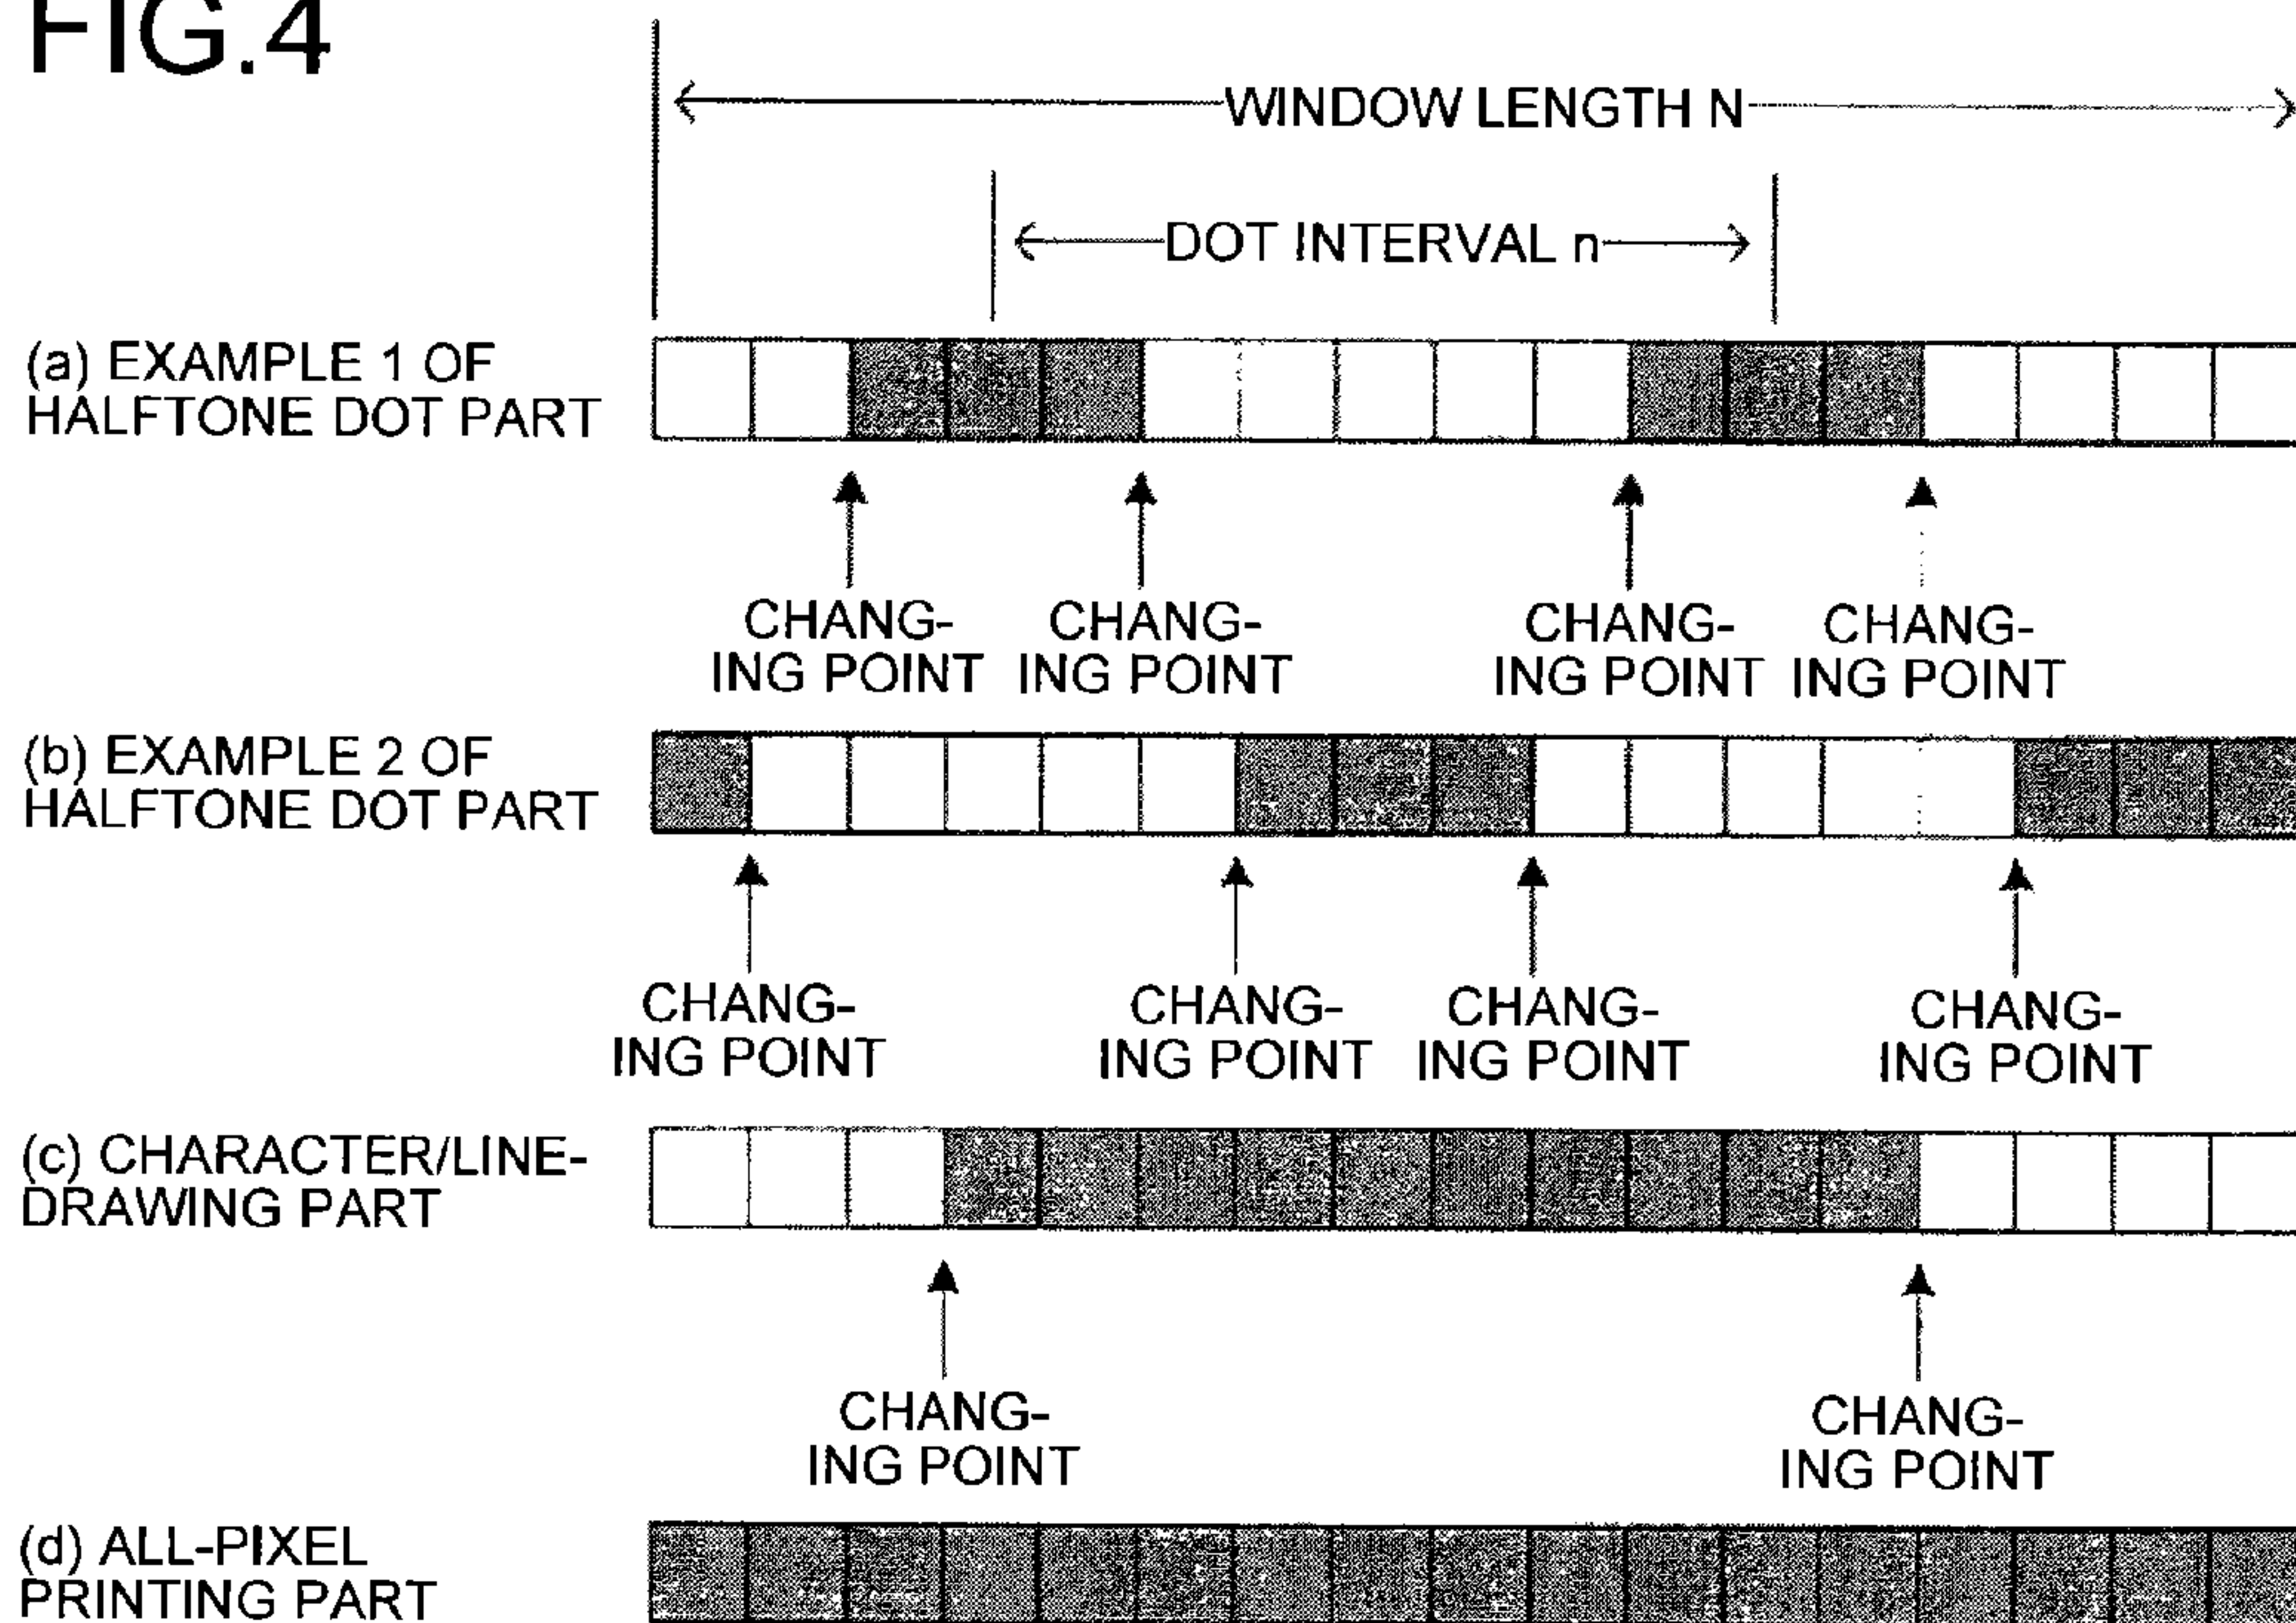 FIG.4
WINDOW LENGTH N
DOT INTERVAL n
(a) EXAMPLE 1 OF
HALFTONE DOT PART
CHANG-
ING POINT
CHANG-
ING POINT
CHANG-
ING POINT
CHANG-
ING POINT
(b) EXAMPLE 2 OF
HALFTONE DOT PART
CHANG-
ING POINT
CHANG-
ING POINT
CHANG-
ING POINT
CHANG-
ING POINT
(c) CHARACTER/LINE-
DRAWING PART
CHANG-
ING POINT
CHANG-
ING POINT
(d) ALL-PIXEL
PRINTING PART